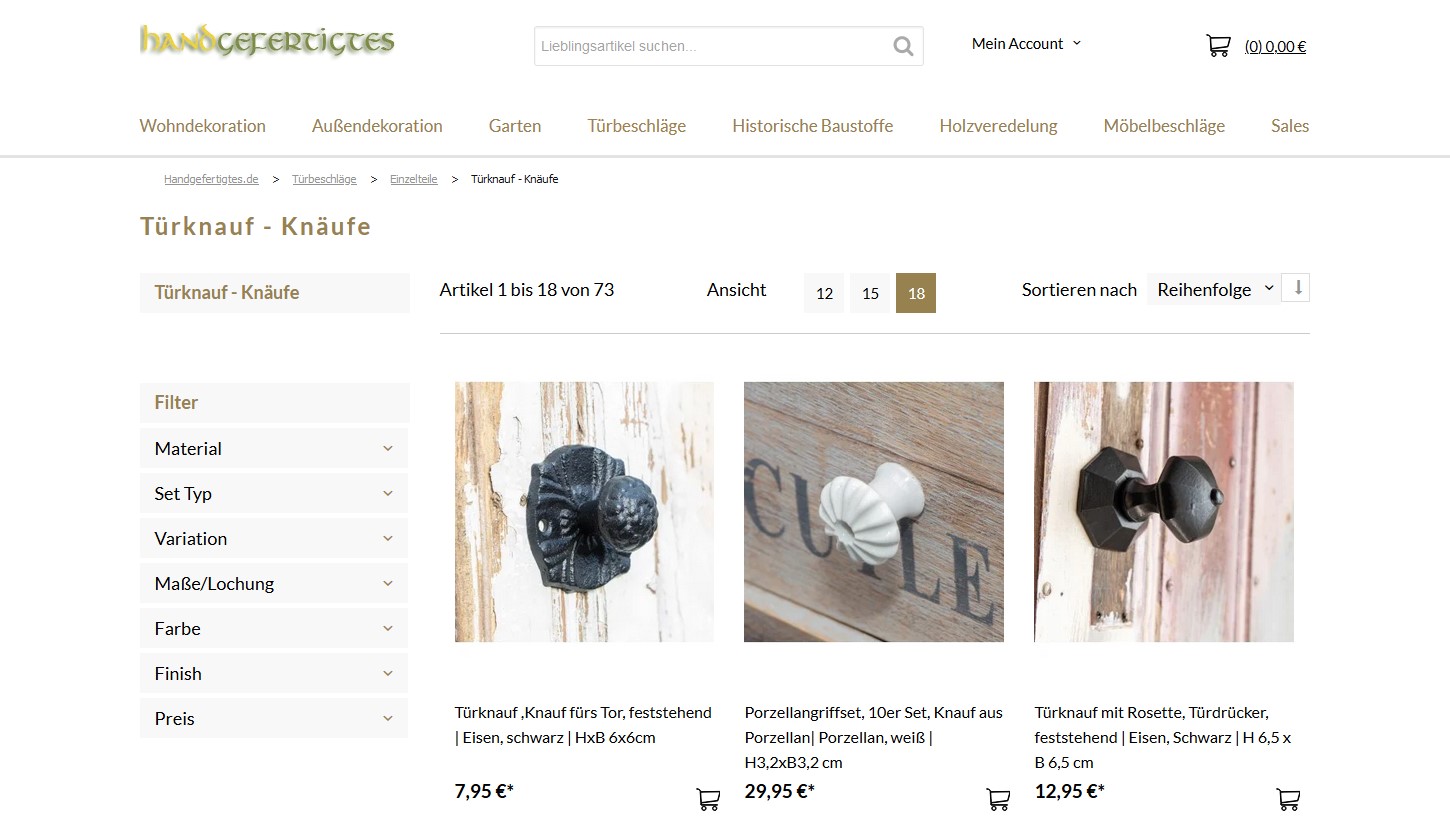 handgefertigtes
Lieblingsartikel suchen...
Mein Account
(0) 0,00 €
Wohndekoration Außendekoration Garten Türbeschläge Historische Baustoffe Holzveredelung Möbelbeschläge Sales
Handgefertigtes.de > Türbeschläge > Einzelteile > Türknauf - Knäufe
Türknauf - Knäufe
Türknauf - Knäufe
Artikel 1 bis 18 von 73
Ansicht
12 15 18
Sortieren nach Reihenfolge
Filter
Material
Set Typ
Variation
Maße/Lochung
Farbe
Finish
Preis
Türknauf ,Knauf fürs Tor, feststehend
| Eisen, schwarz | HxB 6x6cm
7,95 €*
Porzellangriffset, 10er Set, Knauf aus
Porzellan| Porzellan, weiß |
H3,2xB3,2 cm
29,95 €*
Türknauf mit Rosette, Türdrücker,
feststehend | Eisen, Schwarz | H 6,5 x
B 6,5 cm
12,95 €*